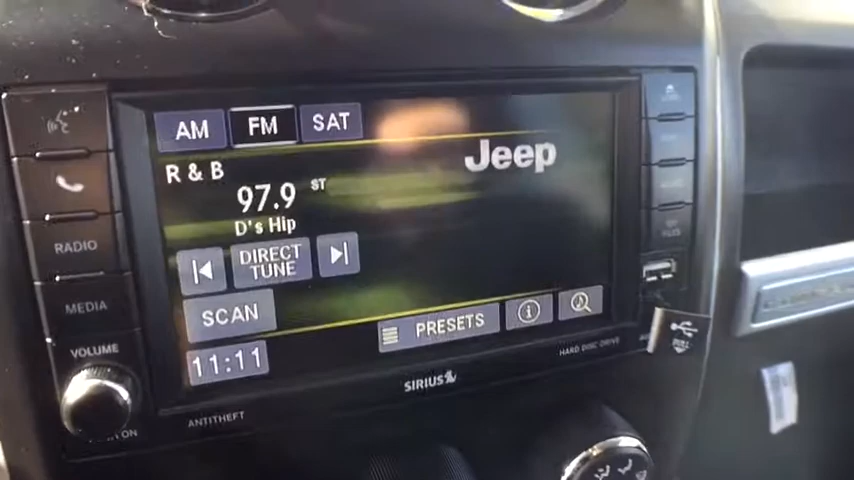 AM FM SAT
R & B
97.9 ST
D's Hip
DIRECT
TUNE
SCAN
11:11
Jeep
PRESETS
RADIO
MEDIA
VOLUME
ANTITHEFT
SIRIUS
HARD DISC DRIVE